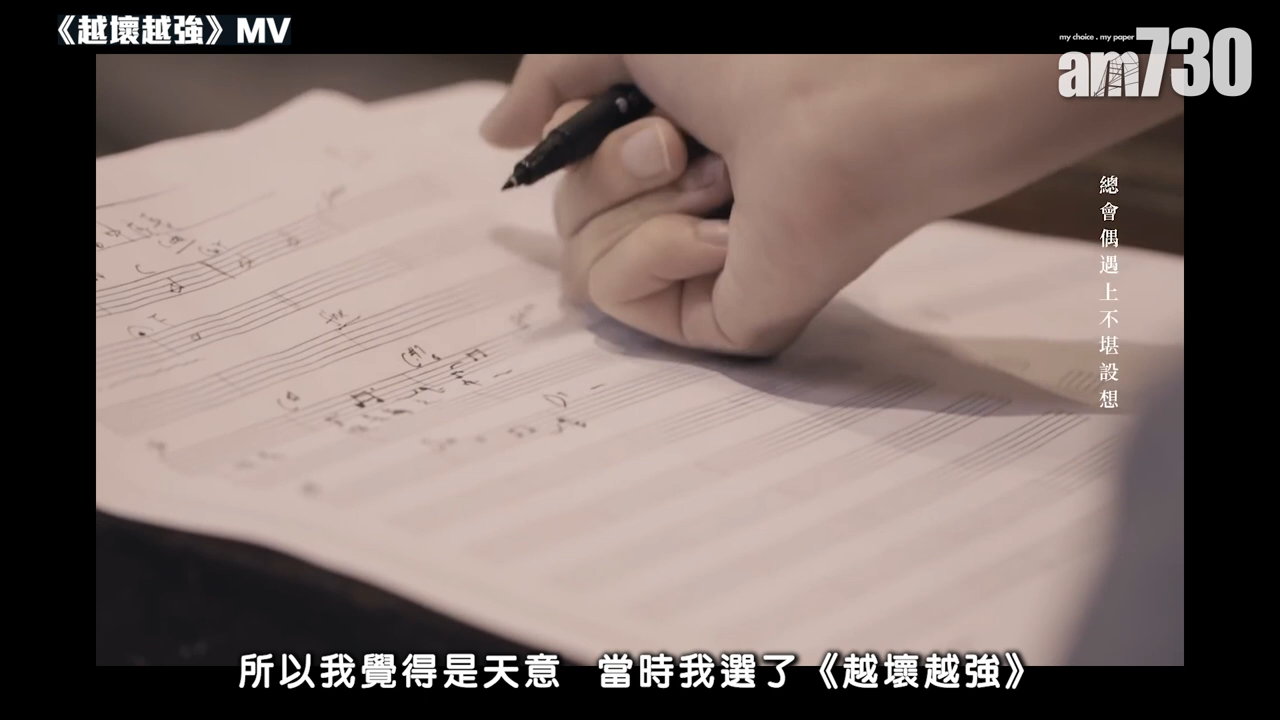 《越壞越強》MV
my choice . my paper
am730
總會偶遇上不堪設想
所以我覺得是天意 當時我選了《越壞越強》